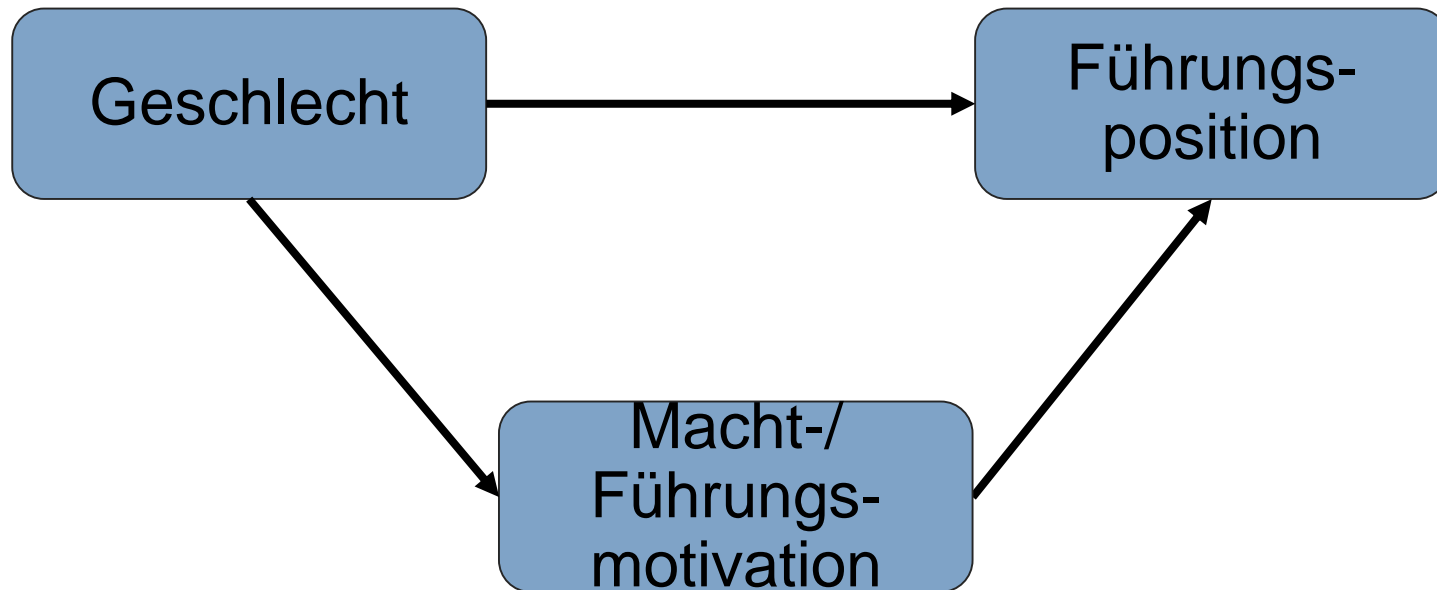 Geschlecht
Führungs-
position
Macht-/
Führungs-
motivation